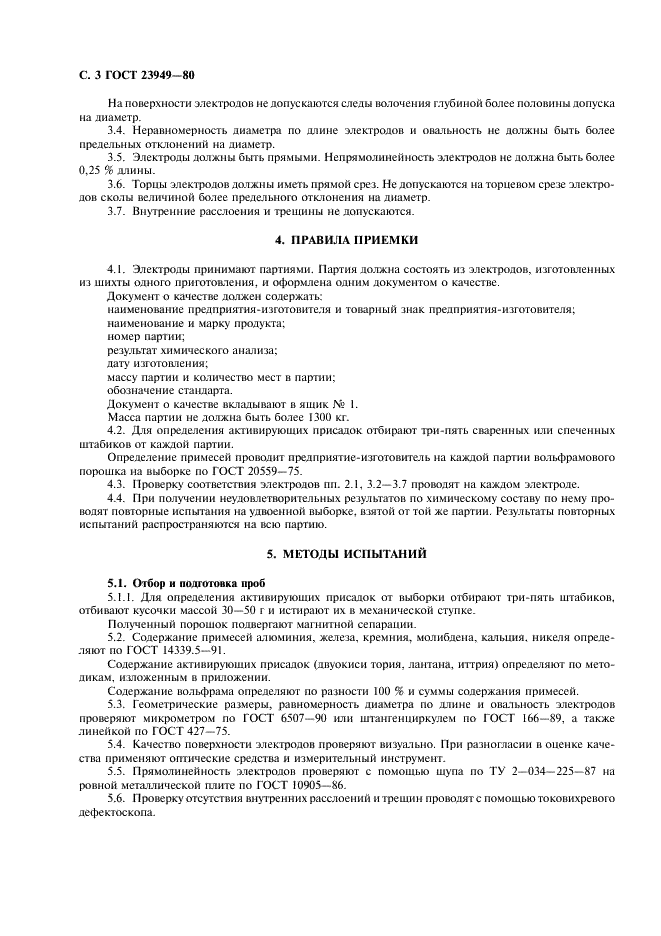 С. 3 ГОСТ 23949—80
На поверхности электродов не допускаются следы волочения глубиной более половины допуска
на диаметр.
3.4. Неравномерность диаметра по длине электродов и овальность не должны быть более
предельных отклонений на диаметр.
3.5. Электроды должны быть прямыми. Непрямолинейность электродов не должна быть более
0,25 % длины.
3.6. Торцы электродов должны иметь прямой срез. Не допускаются на торцевом срезе электро-
дов сколы величиной более предельного отклонения на диаметр.
3.7. Внутренние расслоения и трещины не допускаются.
4. ПРАВИЛА ПРИЕМКИ
4.1. Электроды принимают партиями. Партия должна состоять из электродов, изготовленных
из шихты одного приготовления, и оформлена одним документом о качестве.
Документ о качестве должен содержать:
наименование предприятия-изготовителя и товарный знак предприятия-изготовителя;
наименование и марку продукта;
номер партии;
результат химического анализа;
дату изготовления;
массу партии и количество мест в партии;
обозначение стандарта.
Документ о качестве вкладывают в ящик № 1.
Масса партии не должна быть более 1300 кг.
4.2. Для определения активирующих присадок отбирают три-пять сваренных или спеченных
штабиков от каждой партии.
Определение примесей проводит предприятие-изготовитель на каждой партии вольфрамового
порошка на выборке по ГОСТ 20559—75.
4.3. Проверку соответствия электродов пп. 2.1, 3.2—3.7 проводят на каждом электроде.
4.4. При получении неудовлетворительных результатов по химическому составу по нему про-
водят повторные испытания на удвоенной выборке, взятой от той же партии. Результаты повторных
испытаний распространяются на всю партию.
5. МЕТОДЫ ИСПЫТАНИЙ
5.1. Отбор и подготовка проб
5.1.1. Для определения активирующих присадок от выборки отбирают три-пять штабиков,
отбивают кусочки массой 30—50 г и истирают их в механической ступке.
Полученный порошок подвергают магнитной сепарации.
5.2. Содержание примесей алюминия, железа, кремния, молибдена, кальция, никеля опреде-
ляют по ГОСТ 14339.5—91.
Содержание активирующих присадок (двуокиси тория, лантана, иттрия) определяют по мето-
дикам, изложенным в приложении.
Содержание вольфрама определяют по разности 100 % и суммы содержания примесей.
5.3. Геометрические размеры, равномерность диаметра по длине и овальность электродов
проверяют микрометром по ГОСТ 6507—90 или штангенциркулем по ГОСТ 166—89, а также
линейкой по ГОСТ 427—75.
5.4. Качество поверхности электродов проверяют визуально. При разногласии в оценке каче-
ства применяют оптические средства и измерительный инструмент.
5.5. Прямолинейность электродов проверяют с помощью щупа по ТУ 2—034—225—87 на
ровной металлической плите по ГОСТ 10905—86.
5.6. Проверку отсутствия внутренних расслоений и трещин проводят с помощью токовихревого
дефектоскопа.